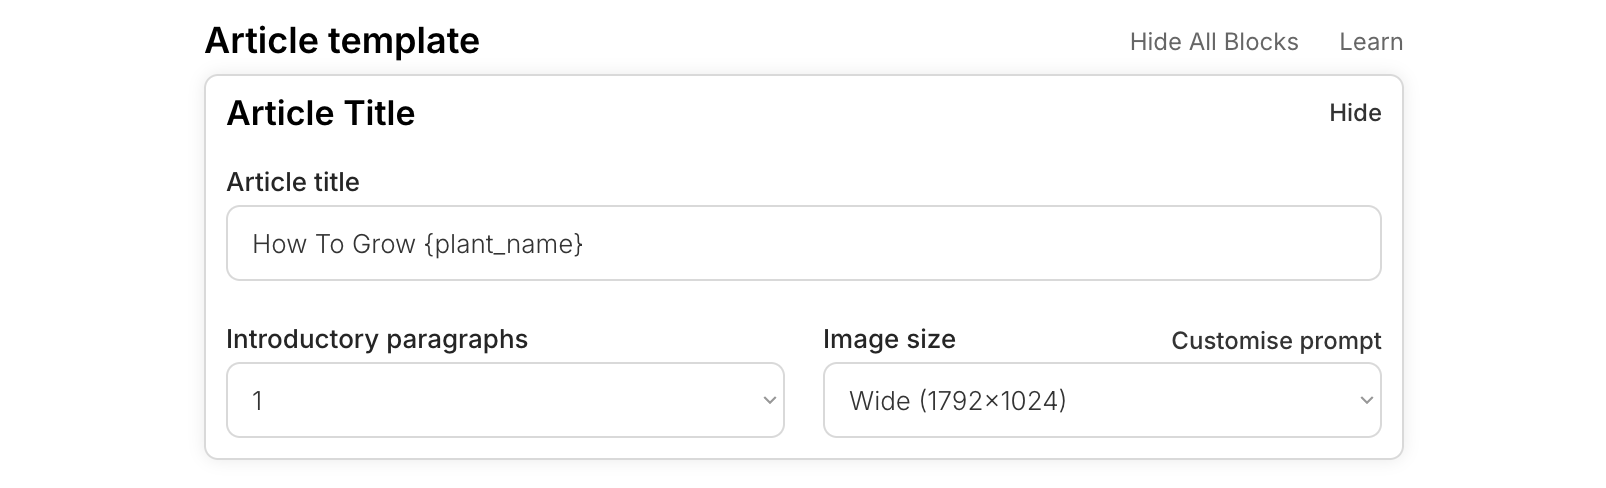 Article template
Hide All Blocks
Learn
Article Title
Hide
Article title
How To Grow {plant_name}
Introductory paragraphs
Image size
Customise prompt
1
Wide (1792×1024)